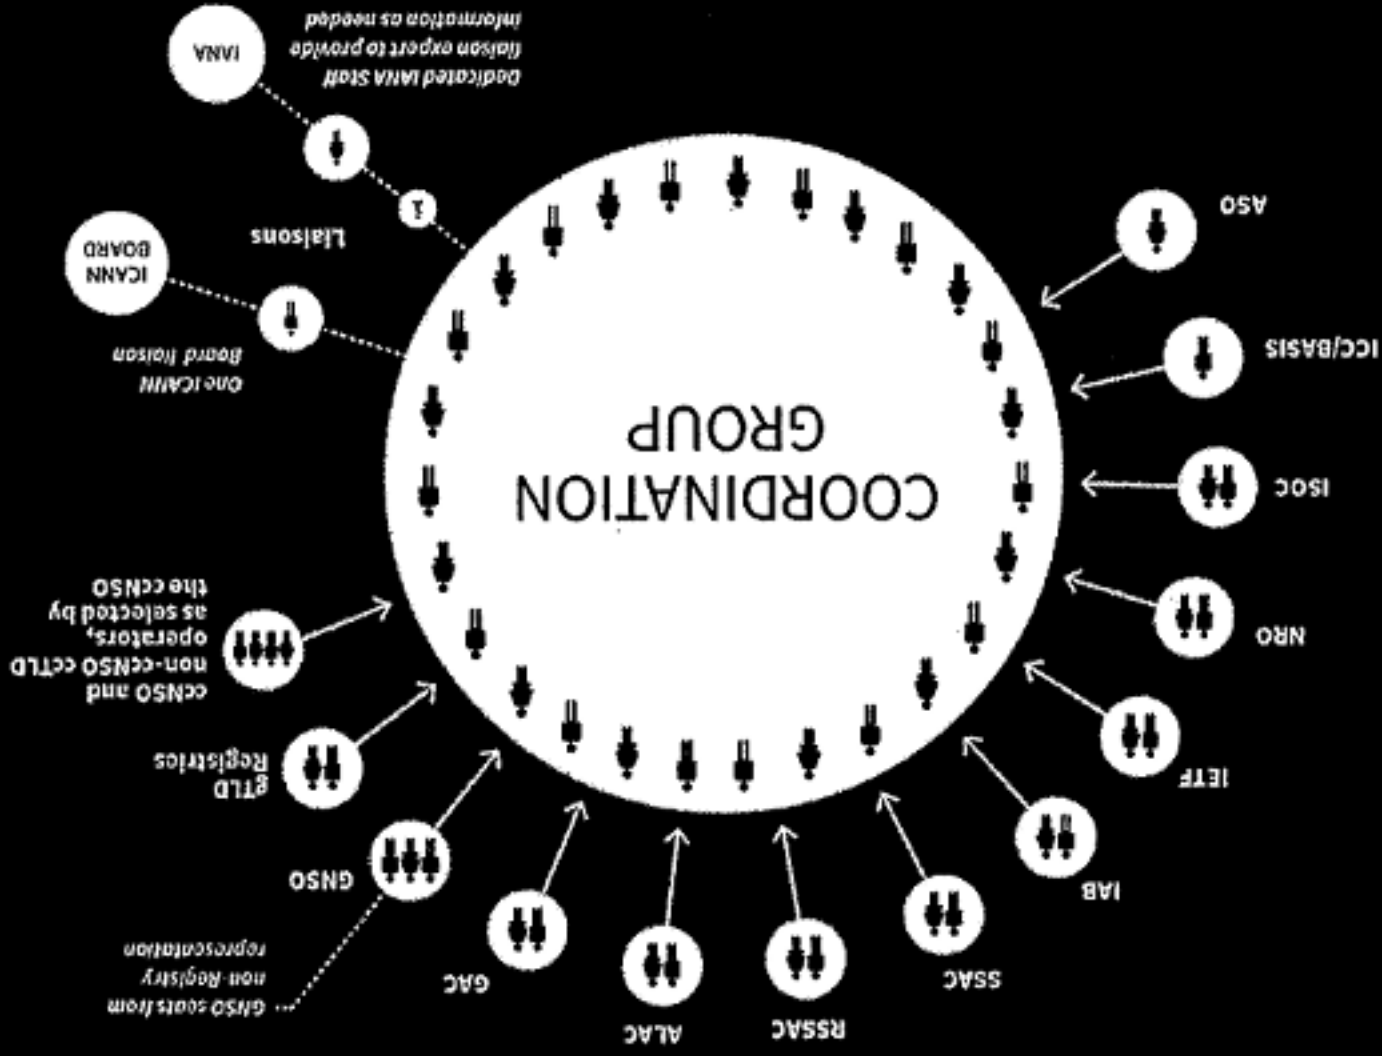 RSSAC
ALAC
SSAC
GAC
GNSO seats from
non-Registry
representation
IAB
GNSO
IETF
gTLD
Registries
NRO
ccNSO and
non-ccNSO ccTLD
operators,
as selected by
the ccNSO
ISOC
COORDINATION
GROUP
ICC/BASIS
One ICANN
Board liaison
ICANN
BOARD
ASO
Liaisons
i
IANA
Dedicated IANA Staff
liaison expert to provide
information as needed